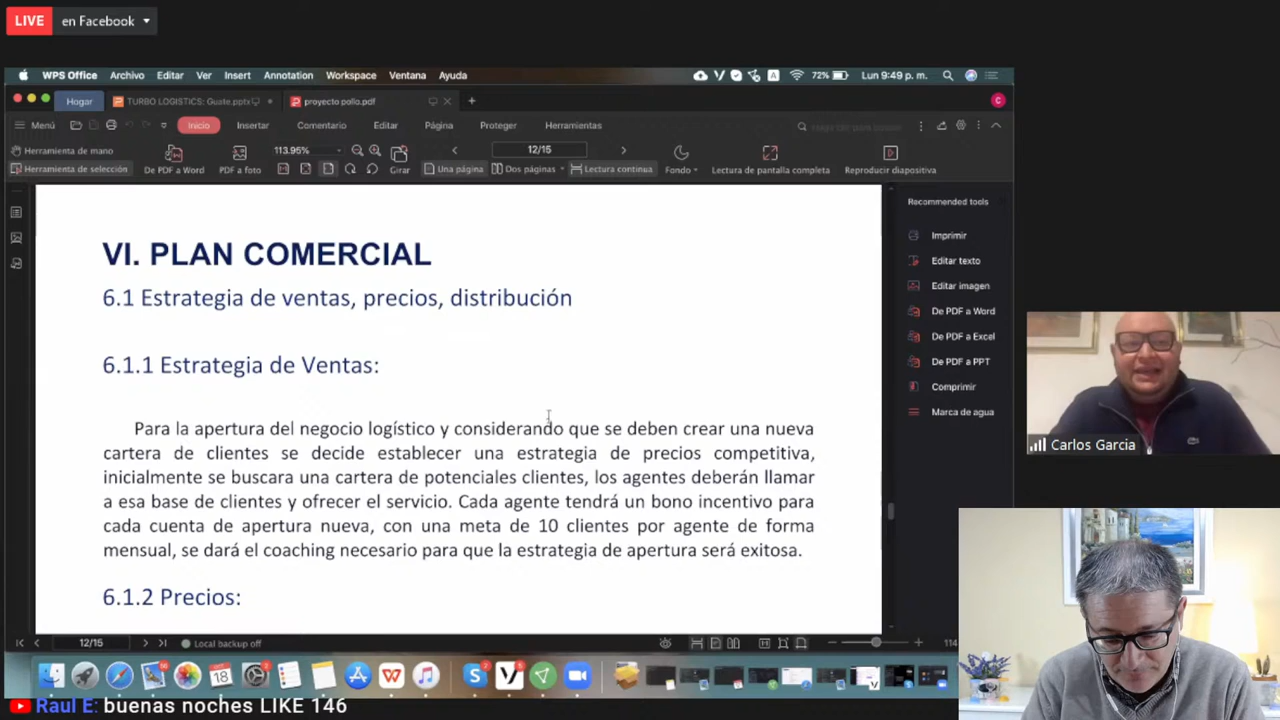 LIVE en Facebook
WPS Office Archivo Editar Ver Insert Annotation Workspace Ventana Ayuda A 72% Lun 9:49 p. m.
Hogar TURBO LOGISTICS: Guate.pptx proyecto pollo.pdf C
Menú Inicio Insertar Comentario Editar Página Proteger Herramientas
Herramienta de mano 113.95% 12/15
Herramienta de selección De PDF a Word PDF a foto Girar Una página Dos páginas Lectura continua Fondo Lectura de pantalla completa Reproducir diapositiva
Recommended tools
Imprimir
Editar texto
Editar imagen
De PDF a Word
De PDF a Excel
De PDF a PPT
Comprimir
Marca de agua
VI. PLAN COMERCIAL
6.1 Estrategia de ventas, precios, distribución
6.1.1 Estrategia de Ventas:
Para la apertura del negocio logístico y considerando que se deben crear una nueva
cartera de clientes se decide establecer una estrategia de precios competitiva,
inicialmente se buscara una cartera de potenciales clientes, los agentes deberán llamar
a esa base de clientes y ofrecer el servicio. Cada agente tendrá un bono incentivo para
cada cuenta de apertura nueva, con una meta de 10 clientes por agente de forma
mensual, se dará el coaching necesario para que la estrategia de apertura será exitosa.
6.1.2 Precios:
12/15 Local backup off 114
Carlos Garcia
OCT
18
Raul E: buenas noches LIKE 146